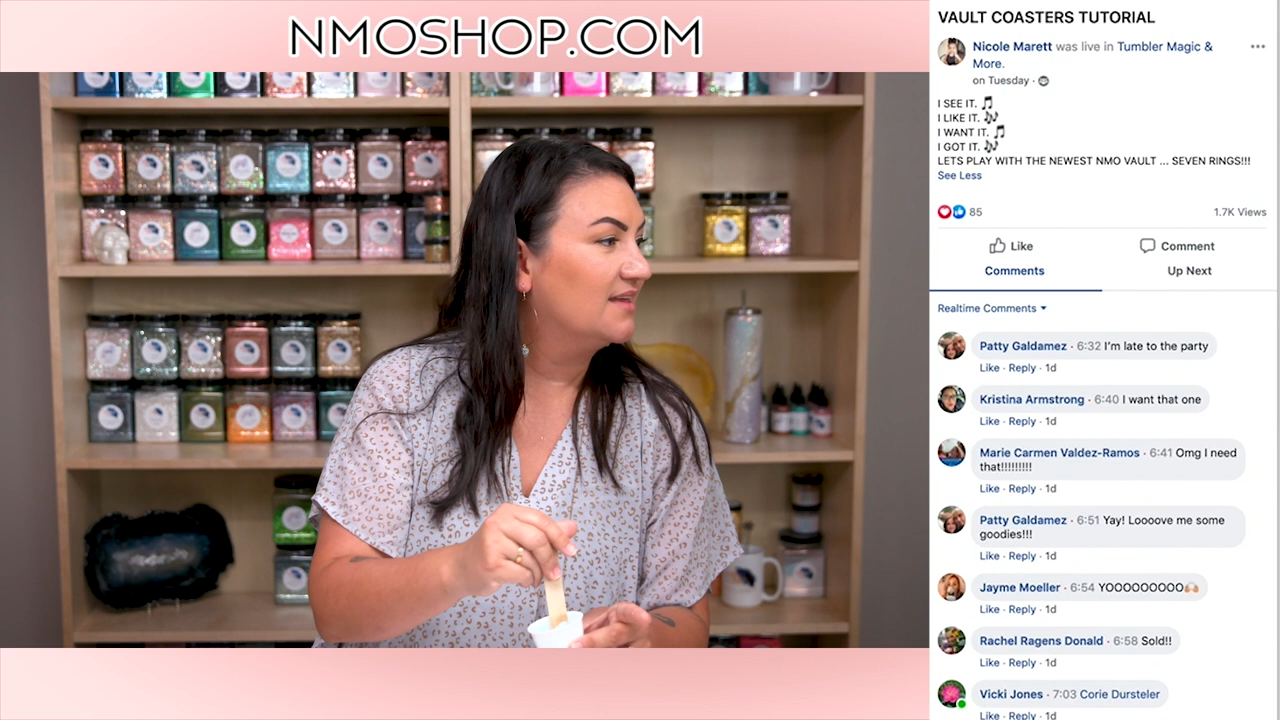 NMOSHOP.COM
VAULT COASTERS TUTORIAL
Nicole Marett was live in Tumbler Magic &
More.
on Tuesday ·
I SEE IT. 🎵
I LIKE IT. 🎶
I WANT IT. 🎵
I GOT IT. 🎶
LETS PLAY WITH THE NEWEST NMO VAULT ... SEVEN RINGS!!!
See Less
85
1.7K Views
Like
Comment
Comments
Up Next
Realtime Comments
Patty Galdamez · 6:32 I'm late to the party
Like · Reply · 1d
Kristina Armstrong · 6:40 I want that one
Like · Reply · 1d
Marie Carmen Valdez-Ramos · 6:41 Omg I need
that!!!!!!!!!
Like · Reply · 1d
Patty Galdamez · 6:51 Yay! Loooove me some
goodies!!!
Like · Reply · 1d
Jayme Moeller · 6:54 YOOOOOOOOO🙌🏻
Like · Reply · 1d
Rachel Ragens Donald · 6:58 Sold!!
Like · Reply · 1d
Vicki Jones · 7:03 Corie Dursteler
Like · Reply · 1d